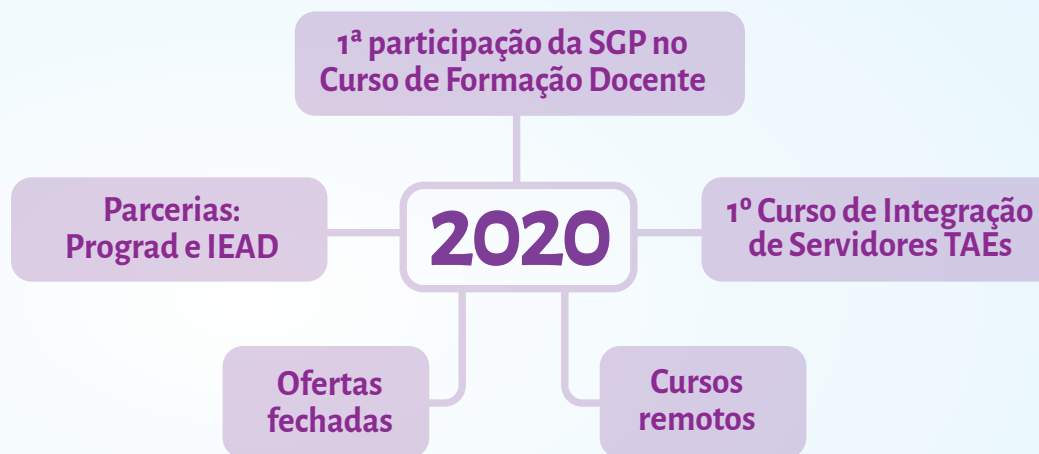 1ª participação da SGP no
Curso de Formação Docente
Parcerias:
Prograd e IEAD
2020
1º Curso de Integração
de Servidores TAEs
Ofertas
fechadas
Cursos
remotos